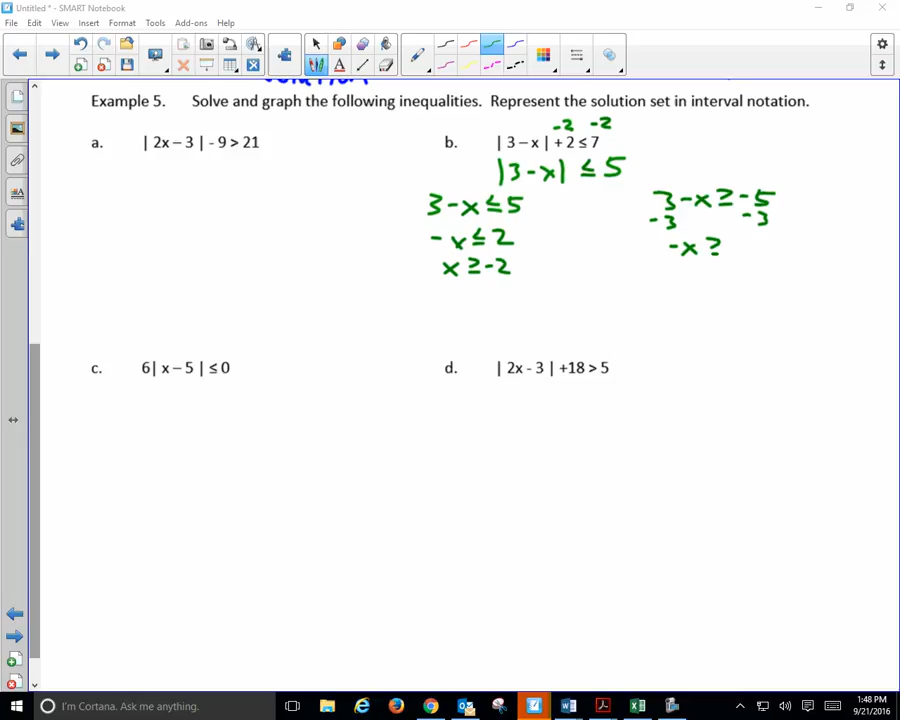 Untitled * - SMART Notebook
File Edit View Insert Format Tools Add-ons Help
Example 5. Solve and graph the following inequalities. Represent the solution set in interval notation.
-2 -2
a. | 2x – 3 | - 9 > 21
b. | 3 – x | + 2 ≤ 7
|3 - x| ≤ 5
3 - x ≤ 5
3 - x ≥ -5
-3 -3
- x ≤ 2
-x ≥
x ≥ -2
c. 6| x – 5 | ≤ 0
d. | 2x - 3 | +18 > 5
I'm Cortana. Ask me anything.
1:48 PM
9/21/2016